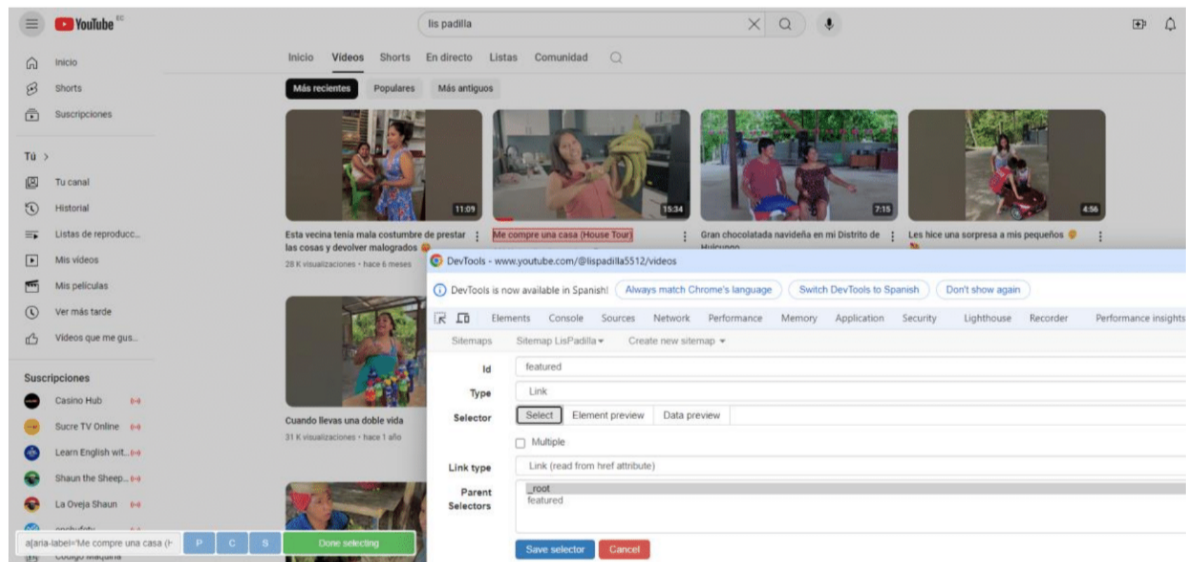 YouTube EC
lis padilla
Inicio
Shorts
Suscripciones
Tú >
Tu canal
Historial
Listas de reproducc...
Mis vídeos
Mis películas
Ver más tarde
Vídeos que me gus...
Suscripciones
Casino Hub
Sucre TV Online
Learn English wit...
Shaun the Sheep...
La Oveja Shaun
Inicio Vídeos Shorts En directo Listas Comunidad
Más recientes Populares Más antiguos
11:09
15:34
7:15
4:56
Esta vecina tenía mala costumbre de prestar
las cosas y devolver malogrados
28 K visualizaciones • hace 6 meses
Me compre una casa (House Tour)
Gran chocolatada navideña en mi Distrito de
Huicungo
Les hice una sorpresa a mis pequeños
Cuando llevas una doble vida
31 K visualizaciones • hace 1 año
DevTools - www.youtube.com/@lispadilla5512/videos
DevTools is now available in Spanish! Always match Chrome's language Switch DevTools to Spanish Don't show again
Elements Console Sources Network Performance Memory Application Security Lighthouse Recorder Performance insights
Sitemaps Sitemap LisPadilla Create new sitemap
Id featured
Type Link
Selector Select Element preview Data preview
Multiple
Link type Link (read from href attribute)
Parent Selectors _root
featured
Save selector Cancel
a[aria-label='Me compre una casa (H P C S Done selecting